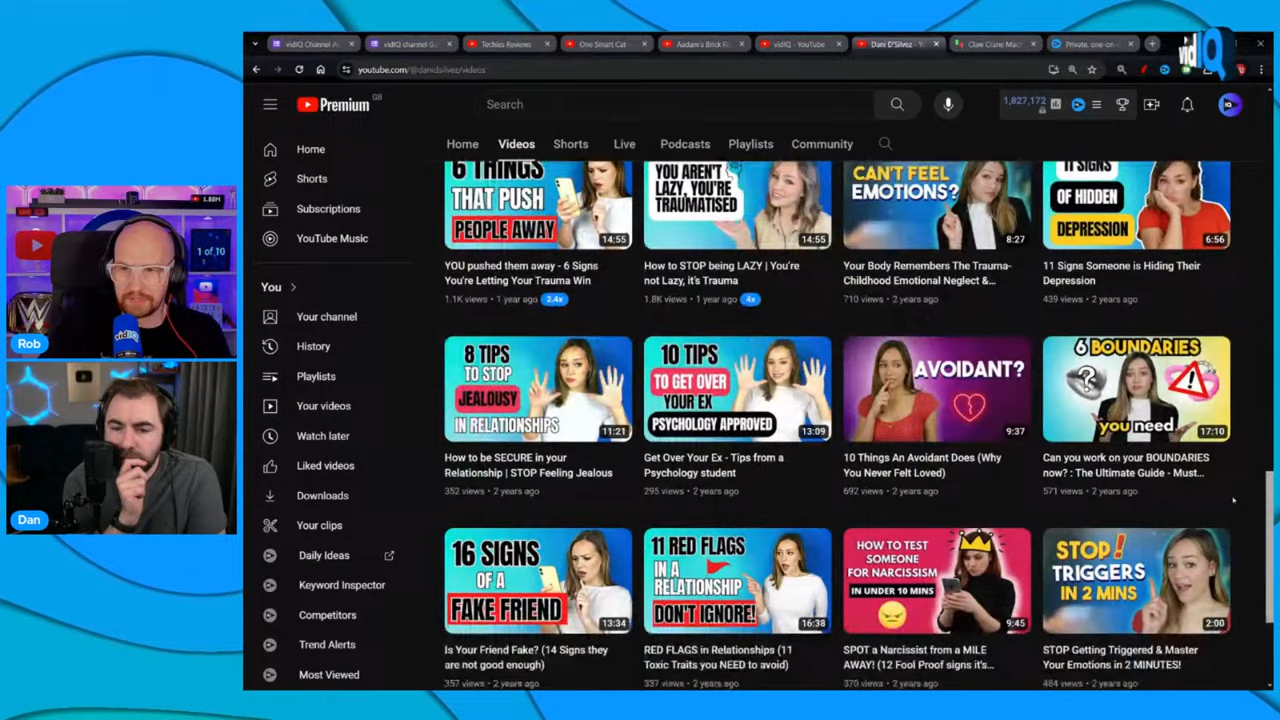 vidIQ
vidIQ Channel A
vidIQ channel G
Techies Reviews
One Smart Cat
Aadam's Brick R
vidIQ - YouTube
Dani D'Silvez - Y
Claw Crane Mac
Private, one-on
youtube.com/@danidsilvez/videos
Premium
GB
Search
1,827,172
IQ
Home
Videos
Shorts
Live
Podcasts
Playlists
Community
Home
Shorts
Subscriptions
YouTube Music
You
Your channel
History
Playlists
Your videos
Watch later
Liked videos
Downloads
Your clips
Daily Ideas
Keyword Inspector
Competitors
Trend Alerts
Most Viewed
6 THINGS
THAT PUSH
PEOPLE AWAY
14:55
YOU pushed them away - 6 Signs
You're Letting Your Trauma Win
1.1K views • 1 year ago
2.4x
YOU AREN'T
LAZY, YOU'RE
TRAUMATISED
14:55
How to STOP being LAZY | You're
not Lazy, it's Trauma
1.8K views • 1 year ago
4x
CAN'T FEEL
EMOTIONS?
8:27
Your Body Remembers The Trauma-
Childhood Emotional Neglect &...
710 views • 2 years ago
11 SIGNS
OF HIDDEN
DEPRESSION
6:56
11 Signs Someone is Hiding Their
Depression
439 views • 2 years ago
8 TIPS
TO STOP
JEALOUSY
IN RELATIONSHIPS
11:21
How to be SECURE in your
Relationship | STOP Feeling Jealous
352 views • 2 years ago
10 TIPS
TO GET OVER
YOUR EX
PSYCHOLOGY APPROVED
13:09
Get Over Your Ex - Tips from a
Psychology student
295 views • 2 years ago
AVOIDANT?
9:37
10 Things An Avoidant Does (Why
You Never Felt Loved)
692 views • 2 years ago
6 BOUNDARIES
?
!
you need
17:10
Can you work on your BOUNDARIES
now? : The Ultimate Guide - Must...
571 views • 2 years ago
16 SIGNS
OF A
FAKE FRIEND
13:34
Is Your Friend Fake? (14 Signs they
are not good enough)
357 views • 2 years ago
11 RED FLAGS
IN A
RELATIONSHIP
DON'T IGNORE!
16:38
RED FLAGS in Relationships (11
Toxic Traits you NEED to avoid)
337 views • 2 years ago
HOW TO TEST
SOMEONE
FOR NARCISSISM
IN UNDER 10 MINS
9:45
SPOT a Narcissist from a MILE
AWAY! (12 Fool Proof signs it's...
370 views • 2 years ago
STOP!
TRIGGERS
IN 2 MINS
2:00
STOP Getting Triggered & Master
Your Emotions in 2 MINUTES!
484 views • 2 years ago
1.88M
1 of 10
vidIQ
Rob
Dan